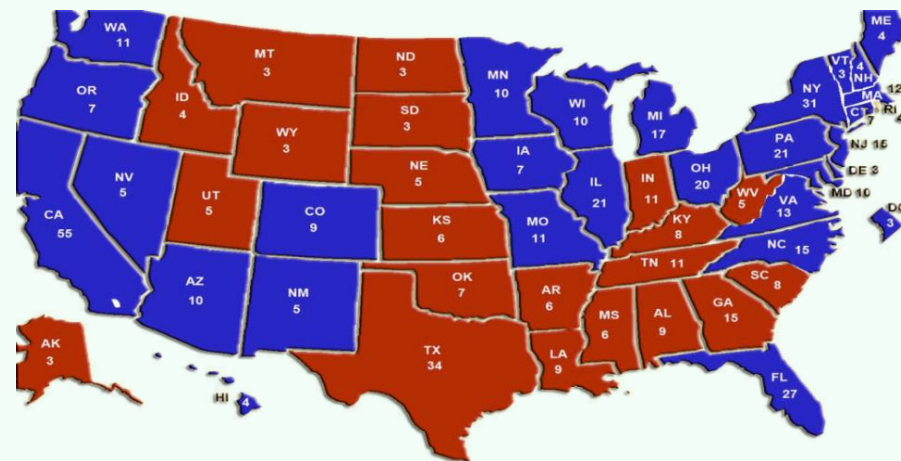 WA
11
OR
7
CA
55
NV
5
ID
4
MT
3
WY
3
UT
5
AZ
10
CO
9
NM
5
ND
3
SD
3
NE
5
KS
6
OK
7
TX
34
MN
10
IA
7
MO
11
AR
6
LA
9
WI
10
IL
21
MI
17
IN
11
OH
20
KY
8
TN 11
MS
6
AL
9
GA
15
FL
27
SC
8
NC 15
VA
13
WV
5
PA
21
NY
31
VT
3
4
NH
ME
4
MA
12
RI
4
CT
7
NJ 15
DE 3
MD 10
DC
3
AK
3
HI
4